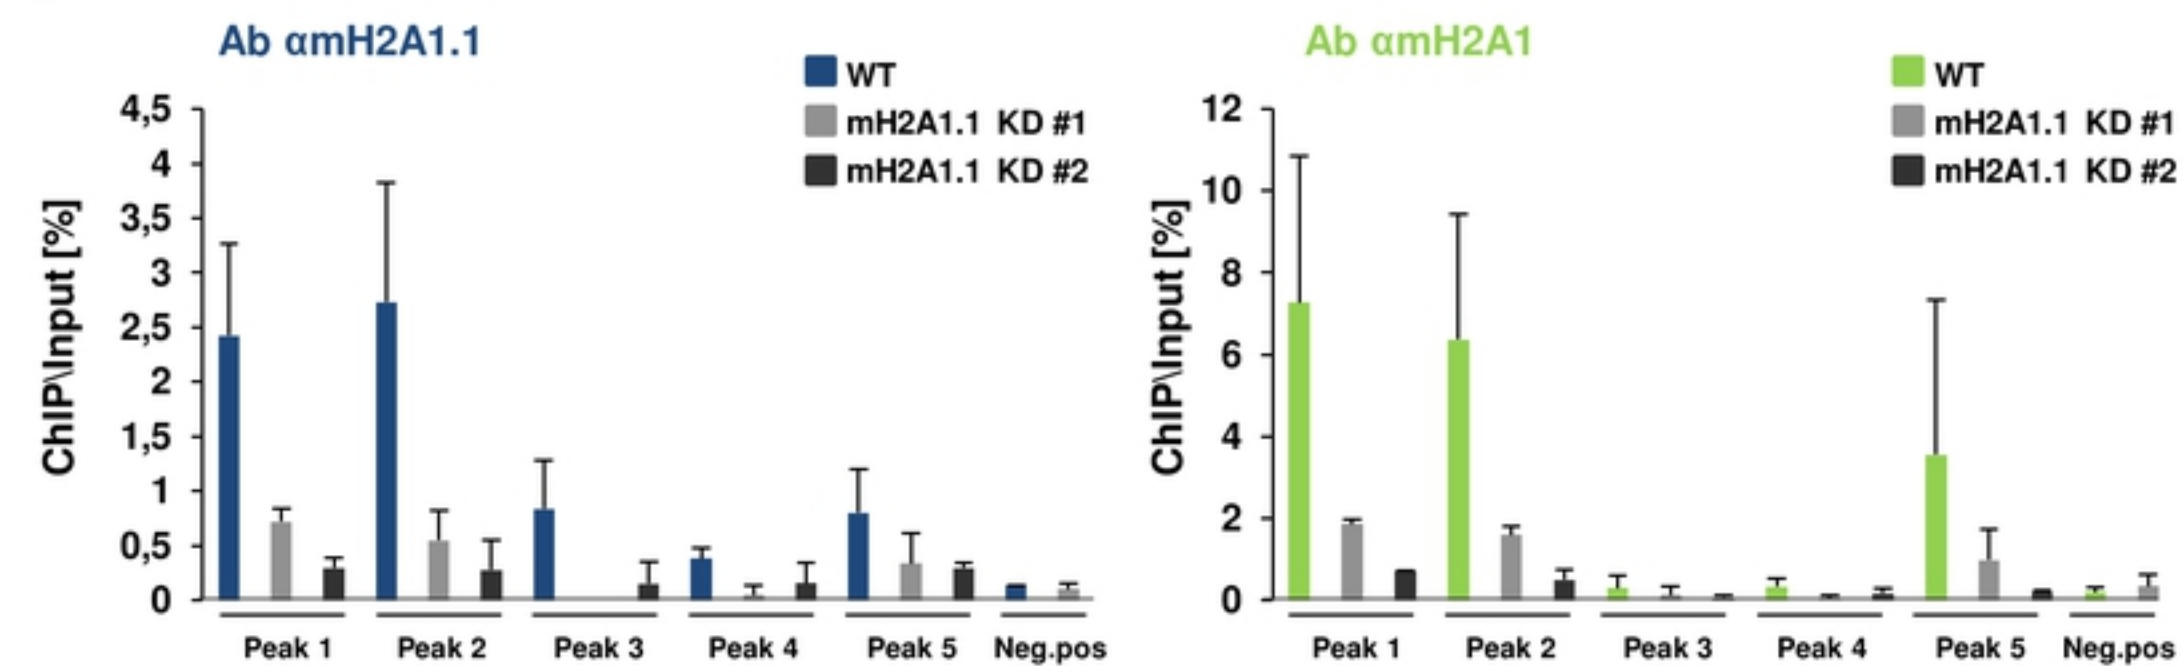 Ab αmH2A1.1
WT
mH2A1.1 KD #1
mH2A1.1 KD #2
ChIP\Input [%]
4,5
4
3,5
3
2,5
2
1,5
1
0,5
0
Peak 1 Peak 2 Peak 3 Peak 4 Peak 5 Neg.pos
Ab αmH2A1
WT
mH2A1.1 KD #1
mH2A1.1 KD #2
ChIP\Input [%]
12
10
8
6
4
2
0
Peak 1 Peak 2 Peak 3 Peak 4 Peak 5 Neg.pos